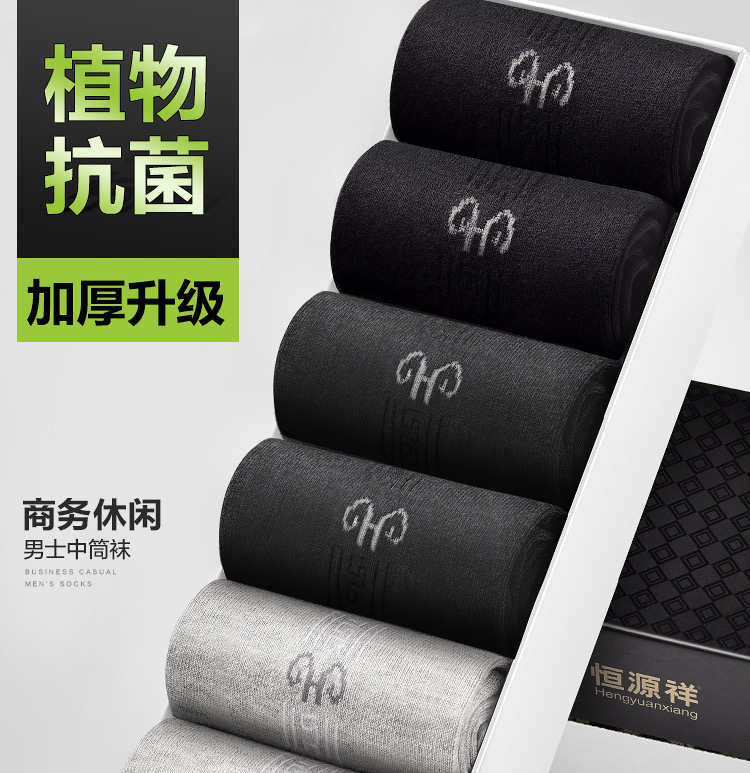 植物
抗菌
加厚升级
商务休闲
男士中筒袜
BUSINESS CASUAL
MEN'S SOCKS
恒源祥
Hengyuanxiang